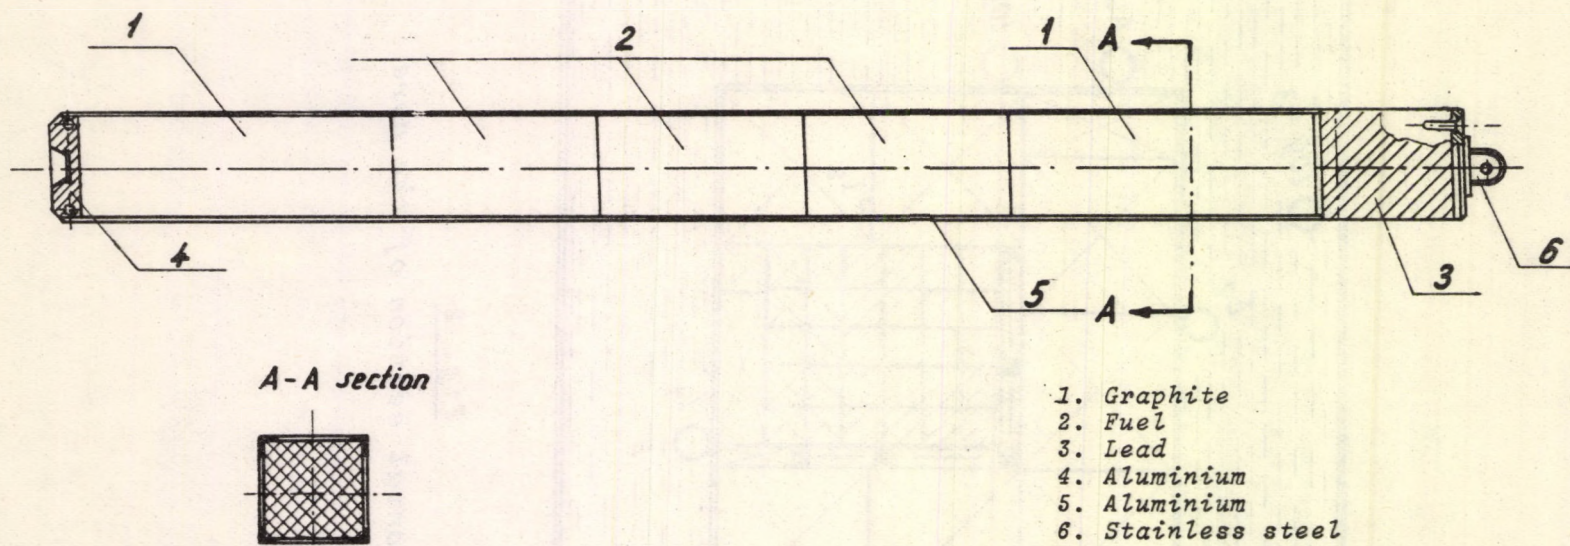 1
2
1
A
4
5
A
3
6
A-A section
1. Graphite
2. Fuel
3. Lead
4. Aluminium
5. Aluminium
6. Stainless steel